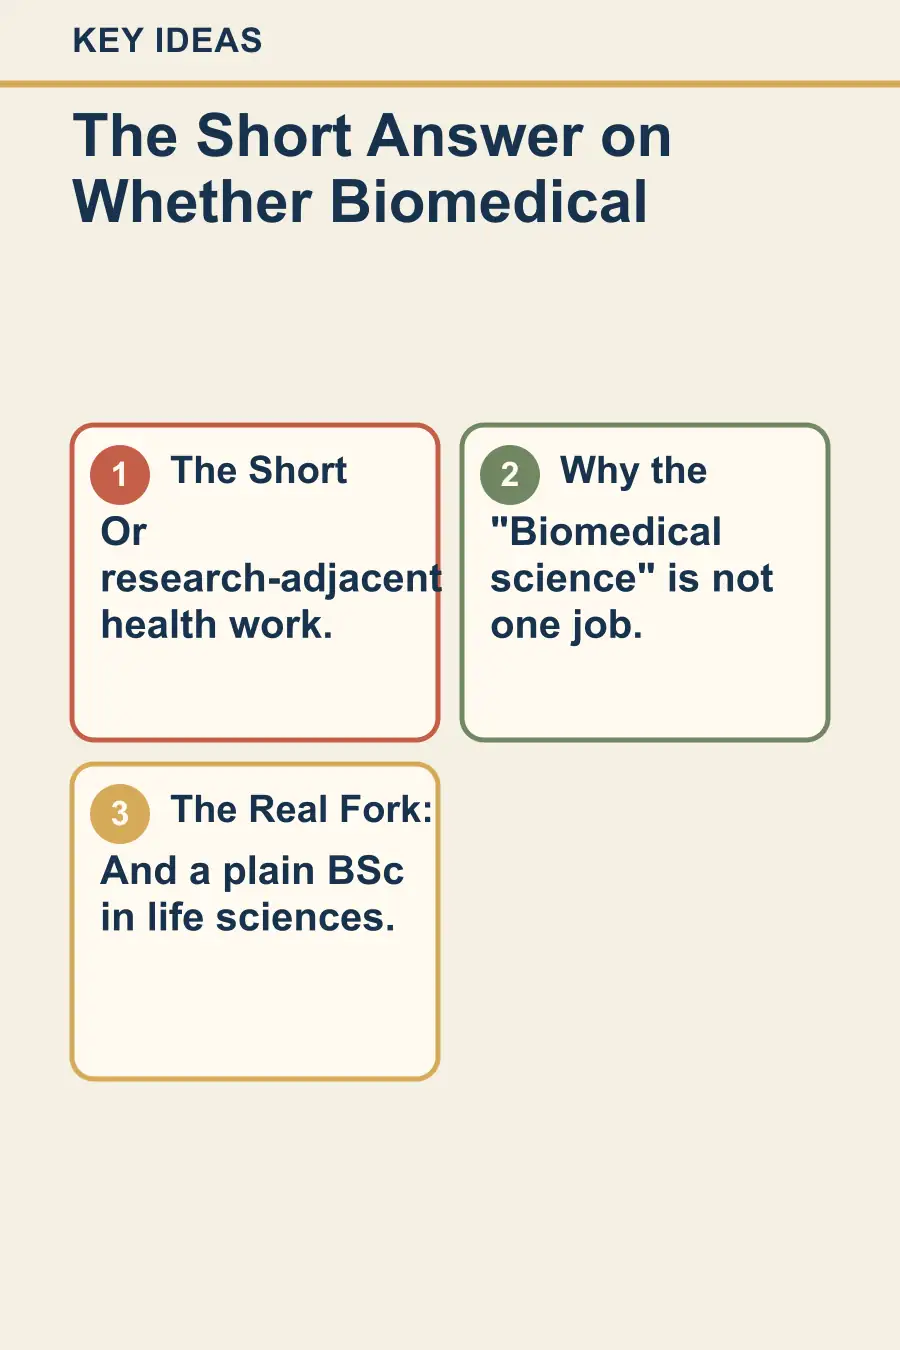 KEY IDEAS
The Short Answer on
Whether Biomedical
1 The Short
Or
research-adjacent
health work.
2 Why the
"Biomedical
science" is not
one job.
3 The Real Fork:
And a plain BSc
in life sciences.